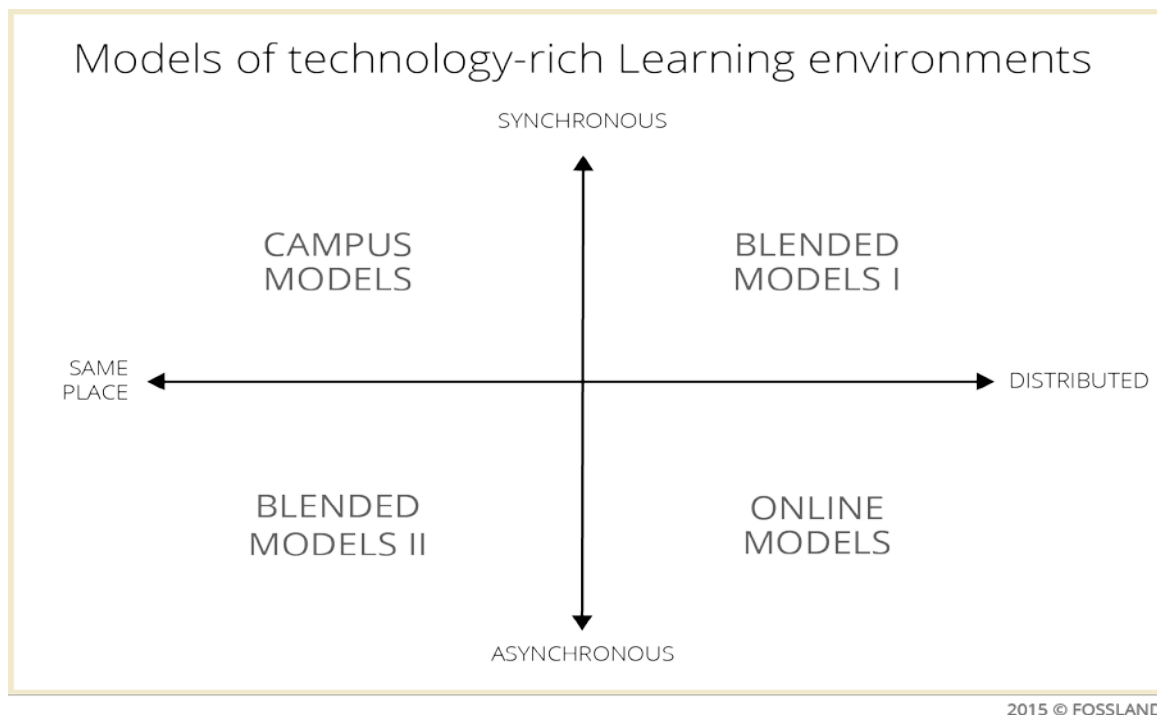 Models of technology-rich Learning environments
SYNCHRONOUS
CAMPUS
MODELS
BLENDED
MODELS I
SAME
PLACE
DISTRIBUTED
BLENDED
MODELS II
ONLINE
MODELS
ASYNCHRONOUS
2015 © FOSSLAND